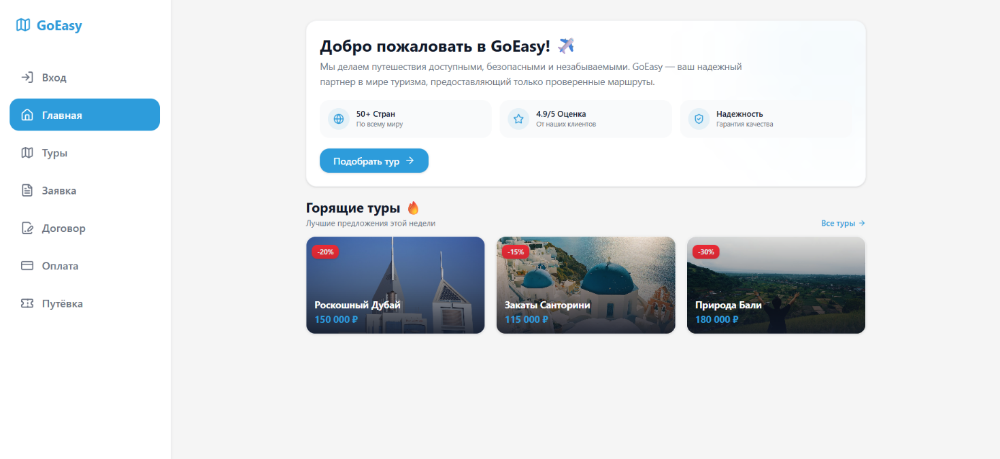 GoEasy
Вход
Главная
Туры
Заявка
Договор
Оплата
Путёвка
Добро пожаловать в GoEasy!
Мы делаем путешествия доступными, безопасными и незабываемыми. GoEasy — ваш надежный
партнер в мире туризма, предоставляющий только проверенные маршруты.
50+ Стран
По всему миру
4.9/5 Оценка
От наших клиентов
Надежность
Гарантия качества
Подобрать тур →
Горящие туры
Лучшие предложения этой недели
Все туры →
-20%
Роскошный Дубай
150 000 ₽
-15%
Закаты Санторини
115 000 ₽
-30%
Природа Бали
180 000 ₽